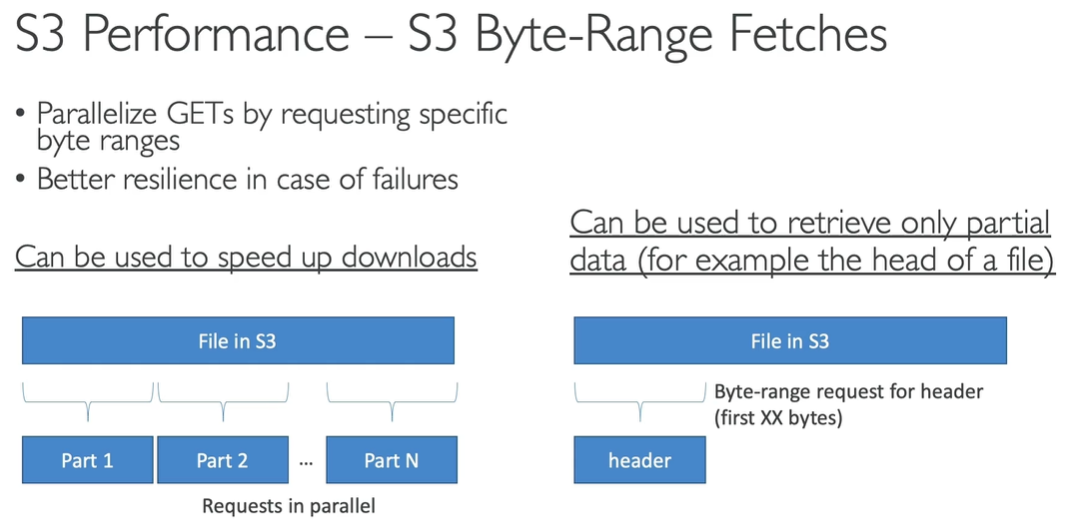 S3 Performance – S3 Byte-Range Fetches
• Parallelize GETs by requesting specific
byte ranges
• Better resilience in case of failures
Can be used to speed up downloads
File in S3
Part 1
Part 2
...
Part N
Requests in parallel
Can be used to retrieve only partial
data (for example the head of a file)
File in S3
Byte-range request for header
(first XX bytes)
header